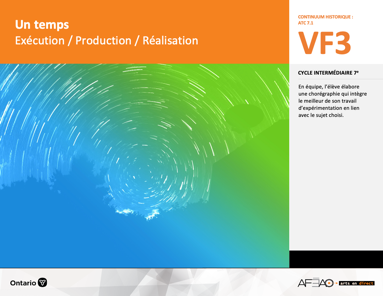 Un temps
Exécution / Production / Réalisation
CONTINUUM HISTORIQUE :
ATC 7.1
VF3
CYCLE INTERMÉDIAIRE 7e
En équipe, l'élève élabore
une chorégraphie qui intègre
le meilleur de son travail
d'expérimentation en lien
avec le sujet choisi.
Ontario
AFÉAO - arts en direct